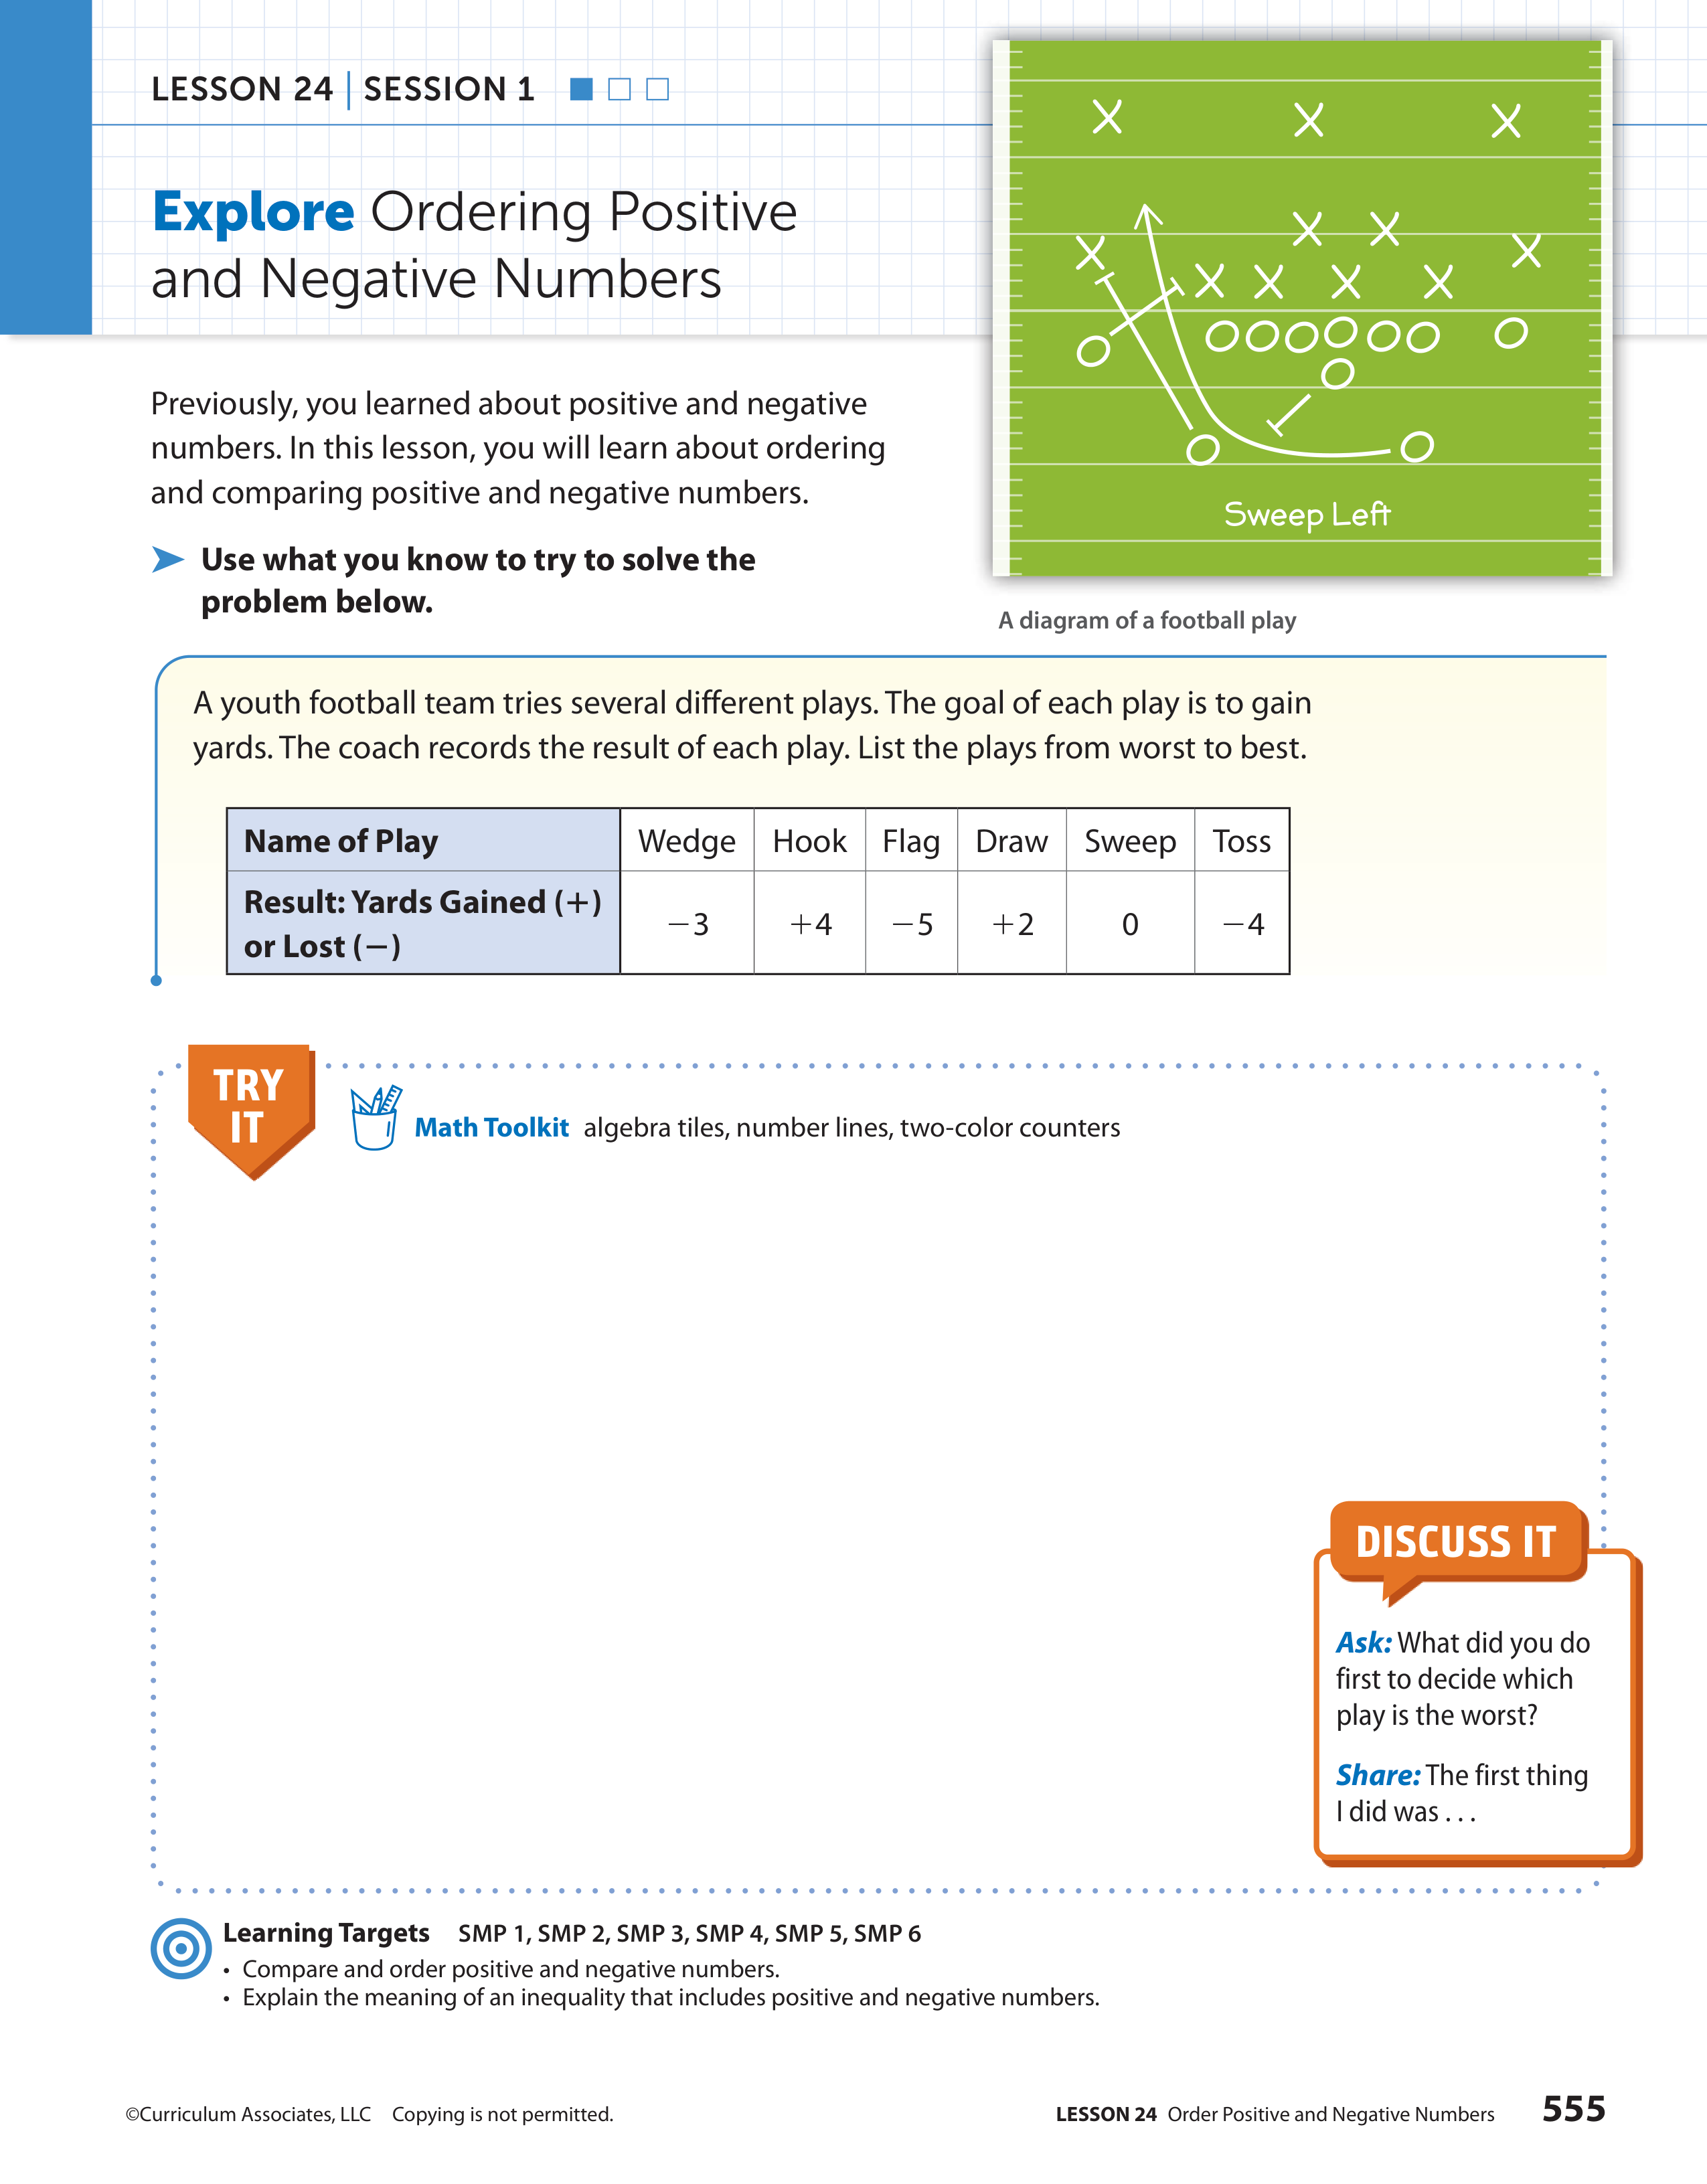 LESSON 24 | SESSION 1
Explore Ordering Positive
and Negative Numbers
Sweep Left
A diagram of a football play
Previously, you learned about positive and negative
numbers. In this lesson, you will learn about ordering
and comparing positive and negative numbers.
Use what you know to try to solve the
problem below.
A youth football team tries several different plays. The goal of each play is to gain
yards. The coach records the result of each play. List the plays from worst to best.
Name of Play Wedge Hook Flag Draw Sweep Toss
Result: Yards Gained (+)
or Lost (−) −3 +4 −5 +2 0 −4
TRY
IT
Math Toolkit algebra tiles, number lines, two-color counters
DISCUSS IT
Ask: What did you do
first to decide which
play is the worst?
Share: The first thing
I did was . . .
Learning Targets SMP 1, SMP 2, SMP 3, SMP 4, SMP 5, SMP 6
• Compare and order positive and negative numbers.
• Explain the meaning of an inequality that includes positive and negative numbers.
©Curriculum Associates, LLC Copying is not permitted.
LESSON 24 Order Positive and Negative Numbers 555